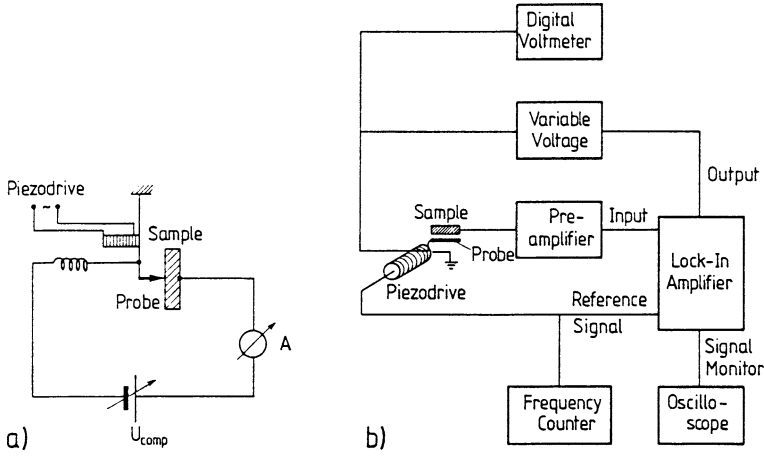 Piezodrive
~
Sample
Probe
A
U_comp
a)
Digital
Voltmeter
Variable
Voltage
Output
Sample
Pre-
amplifier
Input
Probe
Lock-In
Amplifier
Piezodrive
Reference
Signal
Signal
Monitor
Frequency
Counter
Oscillo-
scope
b)